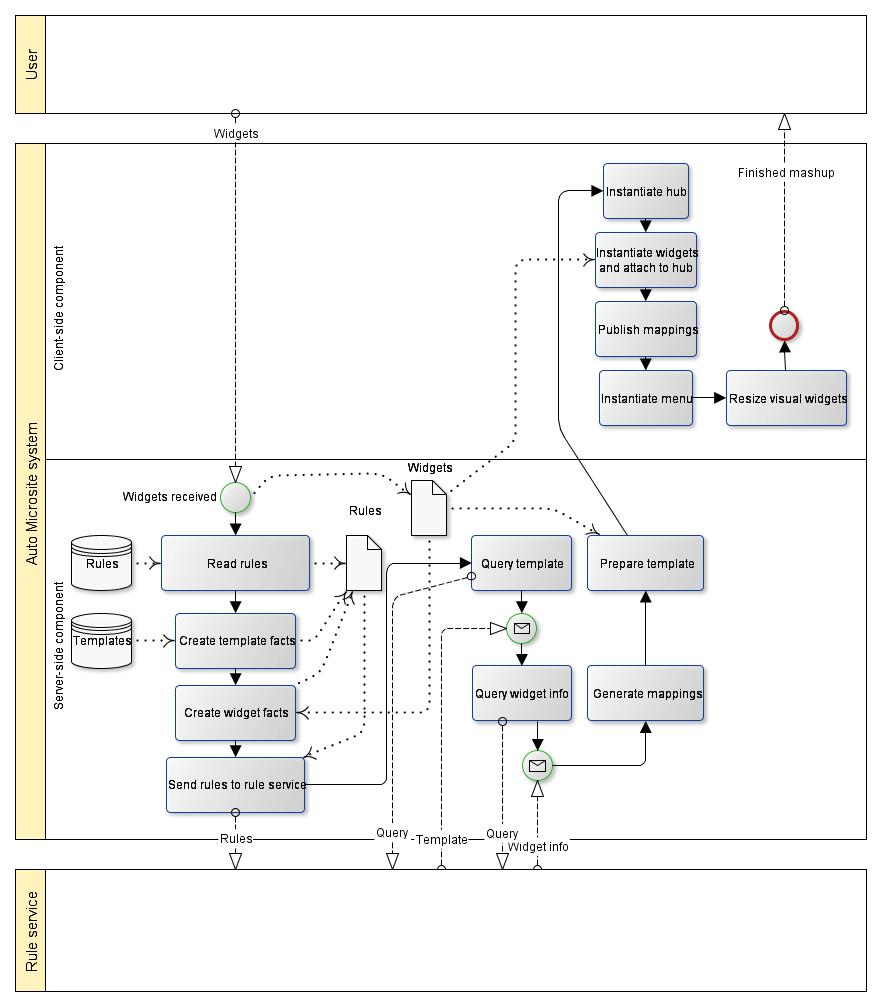 User
Widgets
Finished mashup
Auto Microsite system
Client-side component
Instantiate hub
Instantiate widgets
and attach to hub
Publish mappings
Instantiate menu
Resize visual widgets
Server-side component
Widgets
Widgets received
Rules
Rules
Read rules
Query template
Prepare template
Templates
Create template facts
Query widget info
Generate mappings
Create widget facts
Send rules to rule service
Rules
Query
Template
Query
Widget info
Rule service